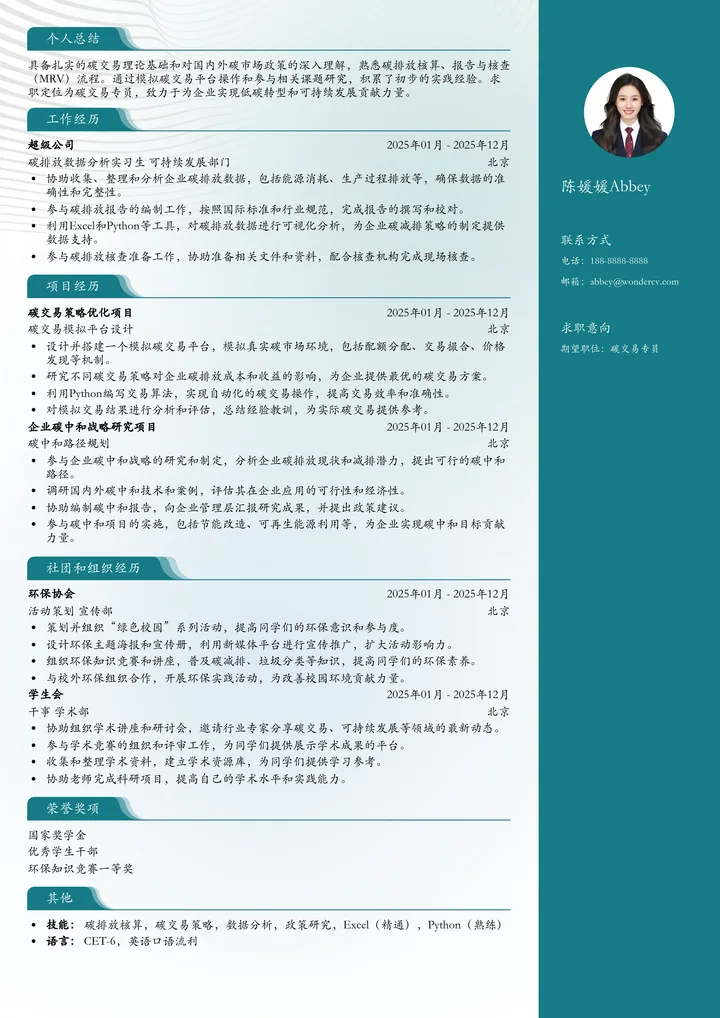 个人总结
具备扎实的碳交易理论基础和对国内外碳市场政策的深入理解，熟悉碳排放核算、报告与核查
（MRV）流程。通过模拟碳交易平台操作和参与相关课题研究，积累了初步的实践经验。求
职定位为碳交易专员，致力于为企业实现低碳转型和可持续发展贡献力量。
工作经历
超级公司 2025年01月 - 2025年12月
碳排放数据分析实习生 可持续发展部门 北京
• 协助收集、整理和分析企业碳排放数据，包括能源消耗、生产过程排放等，确保数据的准
确性和完整性。
• 参与碳排放报告的编制工作，按照国际标准和行业规范，完成报告的撰写和校对。
• 利用Excel和Python等工具，对碳排放数据进行可视化分析，为企业碳减排策略的制定提供
数据支持。
• 参与碳排放核查准备工作，协助准备相关文件和资料，配合核查机构完成现场核查。
项目经历
碳交易策略优化项目 2025年01月 - 2025年12月
碳交易模拟平台设计 北京
• 设计并搭建一个模拟碳交易平台，模拟真实碳市场环境，包括配额分配、交易撮合、价格
发现等机制。
• 研究不同碳交易策略对企业碳排放成本和收益的影响，为企业提供最优的碳交易方案。
• 利用Python编写交易算法，实现自动化的碳交易操作，提高交易效率和准确性。
• 对模拟交易结果进行分析和评估，总结经验教训，为实际碳交易提供参考。
企业碳中和战略研究项目 2025年01月 - 2025年12月
碳中和路径规划 北京
• 参与企业碳中和战略的研究和制定，分析企业碳排放现状和减排潜力，提出可行的碳中和
路径。
• 调研国内外碳中和技术和案例，评估其在企业应用的可行性和经济性。
• 协助编制碳中和报告，向企业管理层汇报研究成果，并提出政策建议。
• 参与碳中和项目的实施，包括节能改造、可再生能源利用等，为企业实现碳中和目标贡献
力量。
社团和组织经历
环保协会 2025年01月 - 2025年12月
活动策划 宣传部 北京
• 策划并组织“绿色校园”系列活动，提高同学们的环保意识和参与度。
• 设计环保主题海报和宣传册，利用新媒体平台进行宣传推广，扩大活动影响力。
• 组织环保知识竞赛和讲座，普及碳减排、垃圾分类等知识，提高同学们的环保素养。
• 与校外环保组织合作，开展环保实践活动，为改善校园环境贡献力量。
学生会 2025年01月 - 2025年12月
干事 学术部 北京
• 协助组织学术讲座和研讨会，邀请行业专家分享碳交易、可持续发展等领域的最新动态。
• 参与学术竞赛的组织和评审工作，为同学们提供展示学术成果的平台。
• 收集和整理学术资料，建立学术资源库，为同学们提供学习参考。
• 协助老师完成科研项目，提高自己的学术水平和实践能力。
荣誉奖项
国家奖学金
优秀学生干部
环保知识竞赛一等奖
其他
• 技能： 碳排放核算，碳交易策略，数据分析，政策研究，Excel（精通），Python（熟练）
• 语言： CET-6，英语口语流利
陈媛媛Abbey
联系方式
电话：188-8888-8888
邮箱：abbey@wondercv.com
求职意向
期望职位：碳交易专员